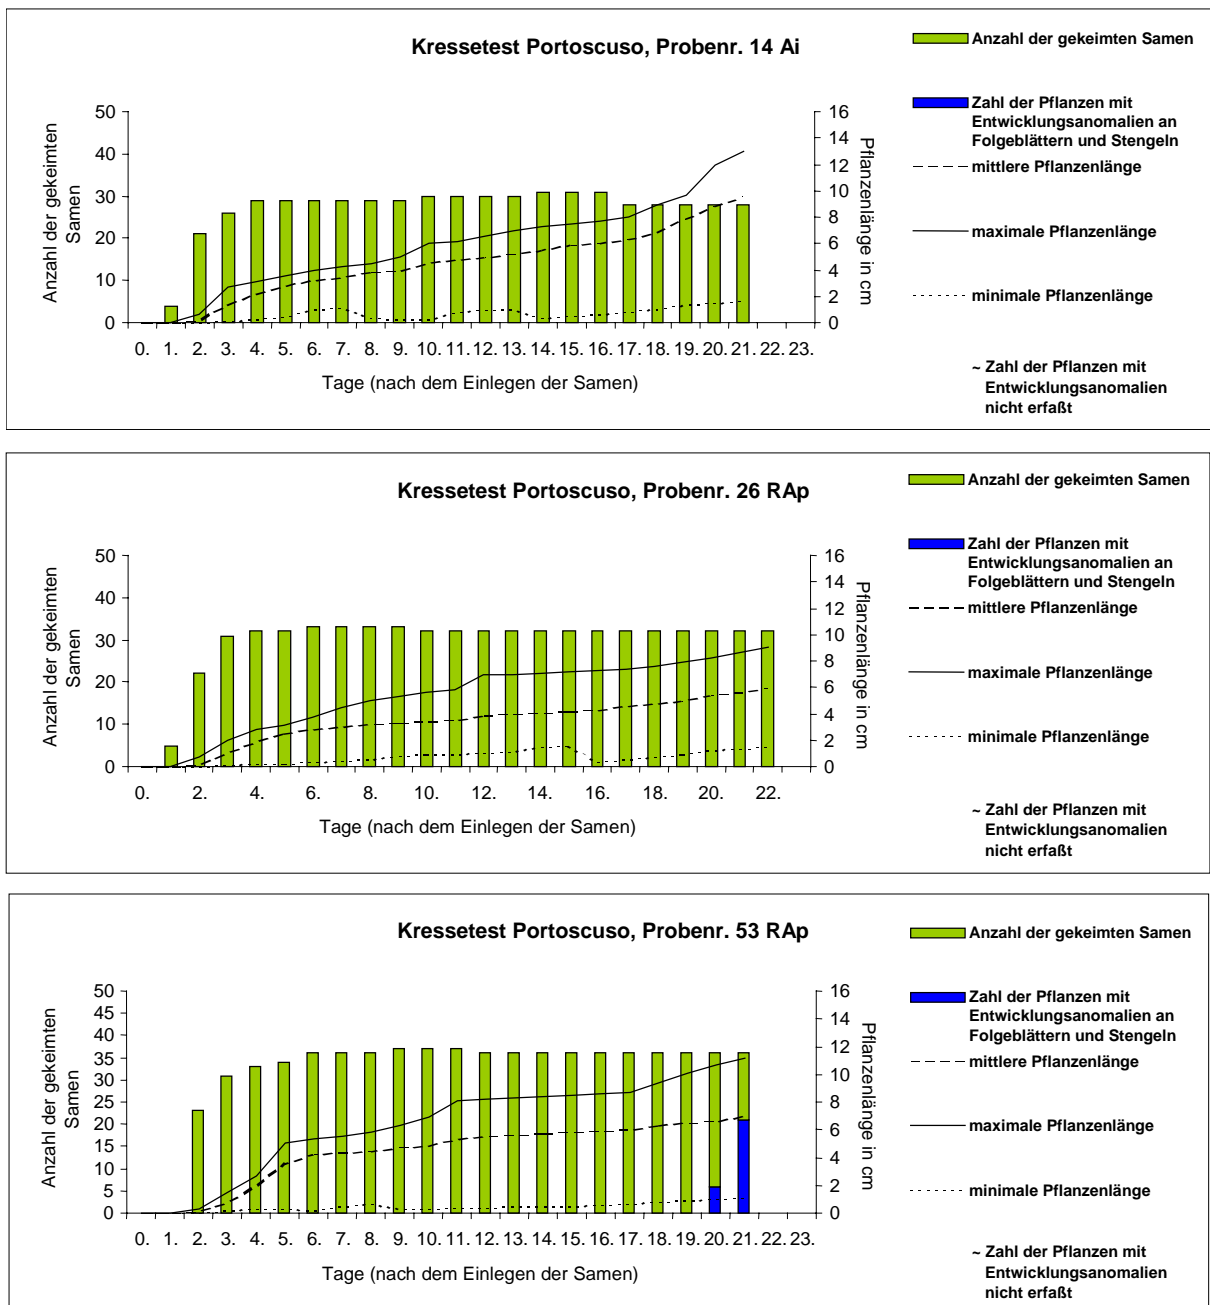 Kressetest Portoscuso, Probenr. 14 Ai
Anzahl der gekeimten Samen
Zahl der Pflanzen mit
Entwicklungsanomalien an
Folgeblättern und Stengeln
mittlere Pflanzenlänge
maximale Pflanzenlänge
minimale Pflanzenlänge
~ Zahl der Pflanzen mit
Entwicklungsanomalien
nicht erfaßt
Anzahl der gekeimten
Samen
50
40
30
20
10
0
16
14
12
10
8
6
4
2
0
Pflanzenlänge in cm
0. 1. 2. 3. 4. 5. 6. 7. 8. 9. 10. 11. 12. 13. 14. 15. 16. 17. 18. 19. 20. 21. 22. 23.
Tage (nach dem Einlegen der Samen)
Kressetest Portoscuso, Probenr. 26 RAp
Anzahl der gekeimten Samen
Zahl der Pflanzen mit
Entwicklungsanomalien an
Folgeblättern und Stengeln
mittlere Pflanzenlänge
maximale Pflanzenlänge
minimale Pflanzenlänge
~ Zahl der Pflanzen mit
Entwicklungsanomalien
nicht erfaßt
Anzahl der gekeimten
Samen
50
40
30
20
10
0
16
14
12
10
8
6
4
2
0
Pflanzenlänge in cm
0. 2. 4. 6. 8. 10. 12. 14. 16. 18. 20. 22.
Tage (nach dem Einlegen der Samen)
Kressetest Portoscuso, Probenr. 53 RAp
Anzahl der gekeimten Samen
Zahl der Pflanzen mit
Entwicklungsanomalien an
Folgeblättern und Stengeln
mittlere Pflanzenlänge
maximale Pflanzenlänge
minimale Pflanzenlänge
~ Zahl der Pflanzen mit
Entwicklungsanomalien
nicht erfaßt
Anzahl der gekeimten
Samen
50
45
40
35
30
25
20
15
10
5
0
16
14
12
10
8
6
4
2
0
Pflanzenlänge in cm
0. 1. 2. 3. 4. 5. 6. 7. 8. 9. 10. 11. 12. 13. 14. 15. 16. 17. 18. 19. 20. 21. 22. 23.
Tage (nach dem Einlegen der Samen)